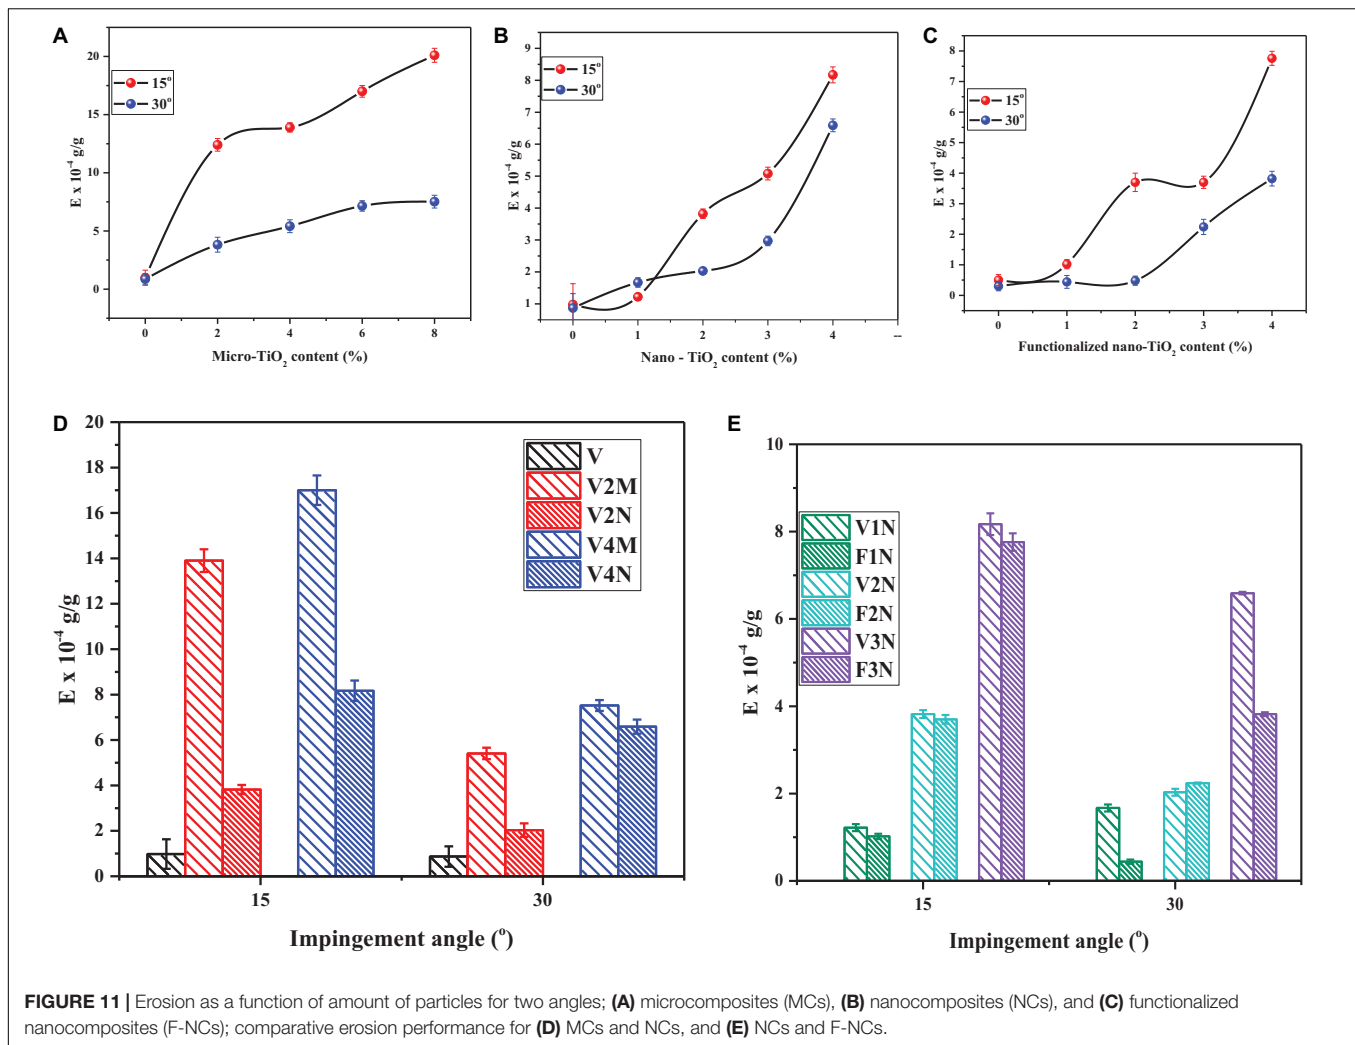 A
E x 10⁻⁴ g/g
20
15
10
5
0
15°
30°
0 2 4 6 8
Micro-TiO₂ content (%)
B
E x 10⁻⁴ g/g
9
8
7
6
5
4
3
2
1
15°
30°
0 1 2 3 4 --
Nano - TiO₂ content (%)
C
E x 10⁻⁴ g/g
8
7
6
5
4
3
2
1
0
15°
30°
0 1 2 3 4
Functionalized nano-TiO₂ content (%)
D
E x 10⁻⁴ g/g
20
18
16
14
12
10
8
6
4
2
0
V
V2M
V2N
V4M
V4N
15 30
Impingement angle (°)
E
E x 10⁻⁴ g/g
10
8
6
4
2
0
V1N
F1N
V2N
F2N
V3N
F3N
15 30
Impingement angle (°)
FIGURE 11 | Erosion as a function of amount of particles for two angles; (A) microcomposites (MCs), (B) nanocomposites (NCs), and (C) functionalized
nanocomposites (F-NCs); comparative erosion performance for (D) MCs and NCs, and (E) NCs and F-NCs.